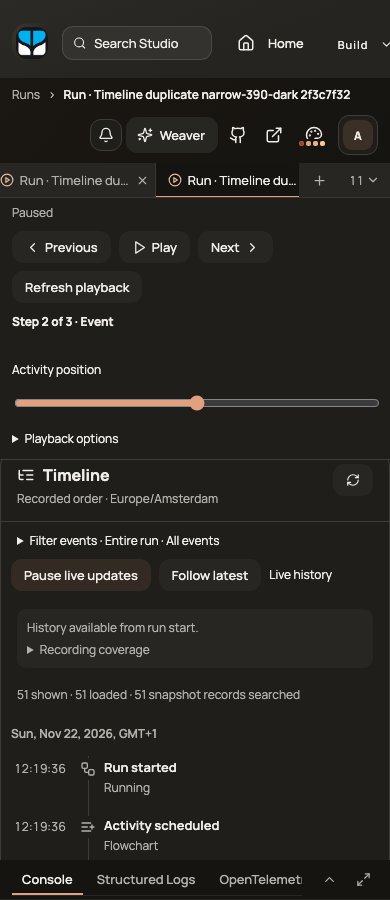 Search Studio
Home
Build
Runs
Run · Timeline duplicate narrow-390-dark 2f3c7f32
Weaver
A
Run · Timeline du...
Run · Timeline du...
11
Paused
Previous
Play
Next
Refresh playback
Step 2 of 3 · Event
Activity position
Playback options
Timeline
Recorded order · Europe/Amsterdam
Filter events · Entire run · All events
Pause live updates
Follow latest
Live history
History available from run start.
Recording coverage
51 shown · 51 loaded · 51 snapshot records searched
Sun, Nov 22, 2026, GMT+1
12:19:36
Run started
Running
12:19:36
Activity scheduled
Flowchart
Console
Structured Logs
OpenTelemet